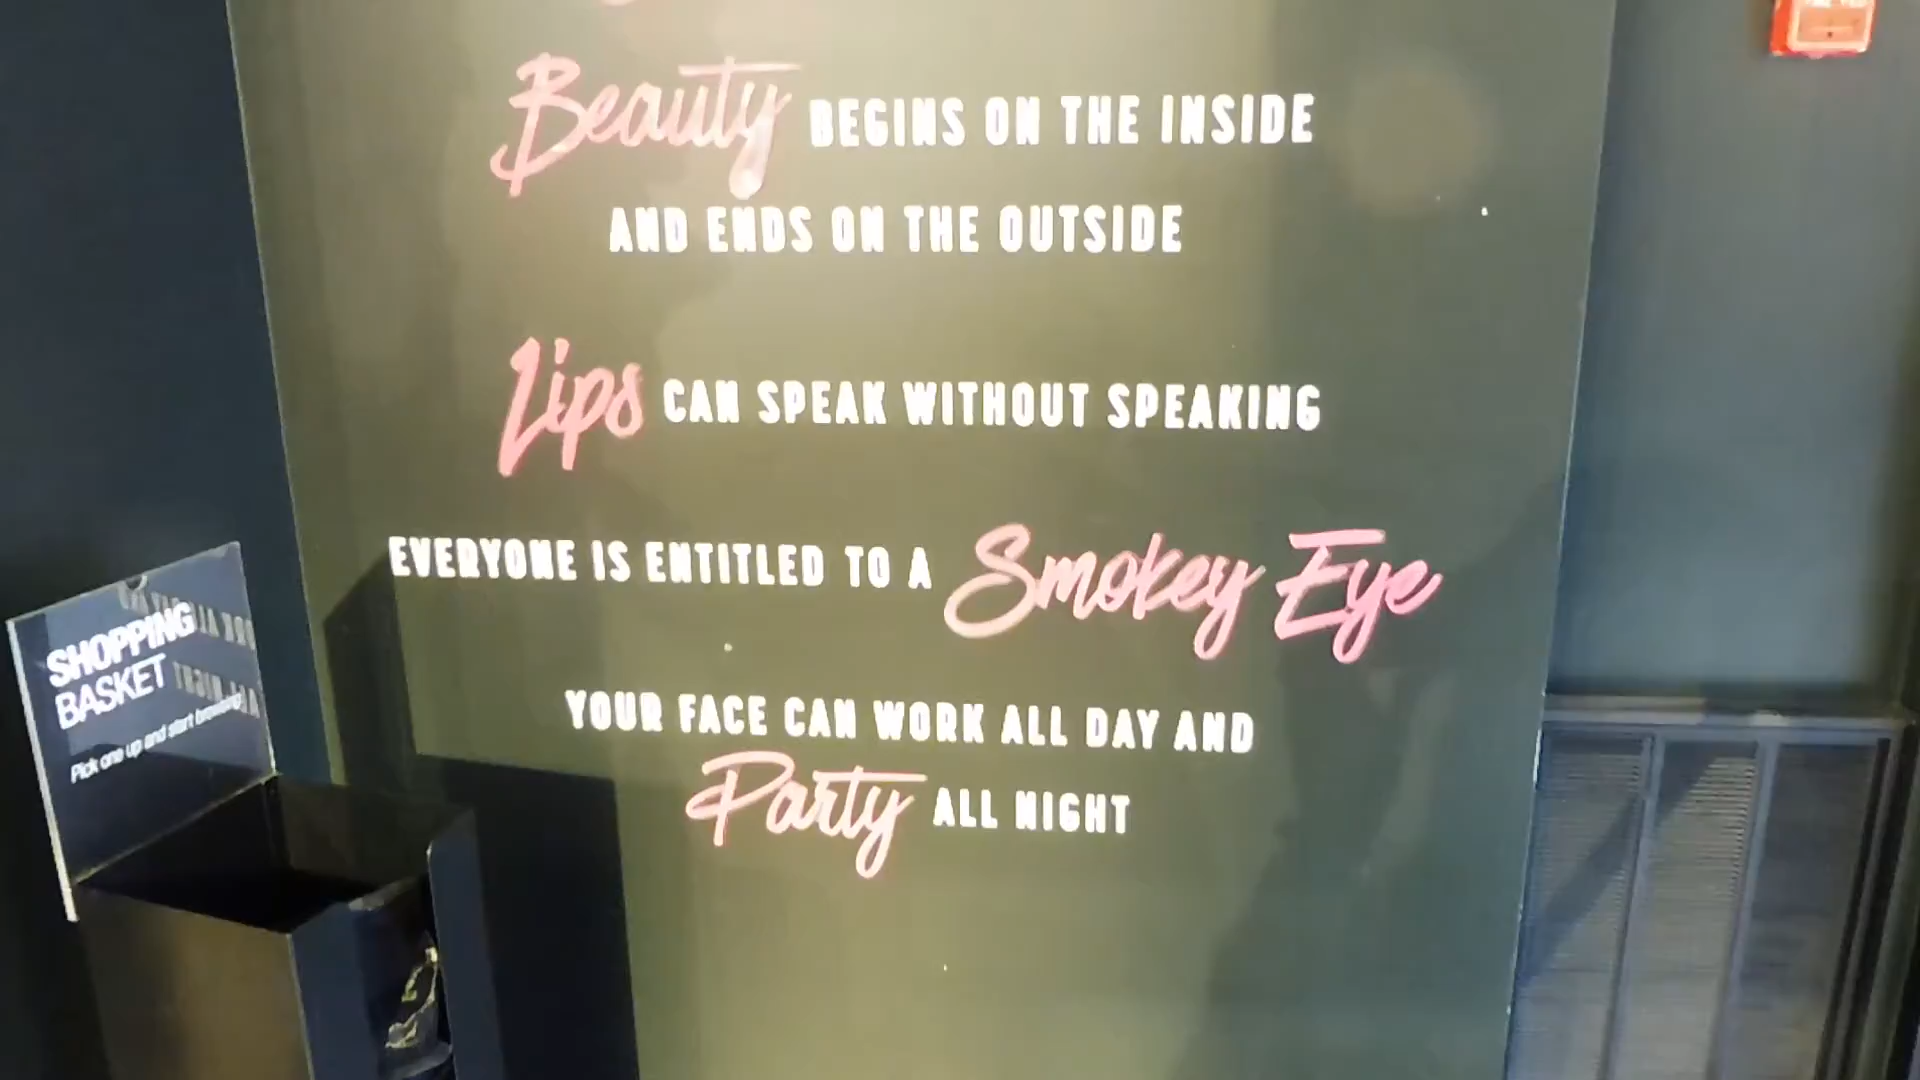 Beauty BEGINS ON THE INSIDE
AND ENDS ON THE OUTSIDE
Lips CAN SPEAK WITHOUT SPEAKING
EVERYONE IS ENTITLED TO A Smokey Eye
YOUR FACE CAN WORK ALL DAY AND
Party ALL NIGHT
SHOPPING
BASKET
Pick one up and start browsing